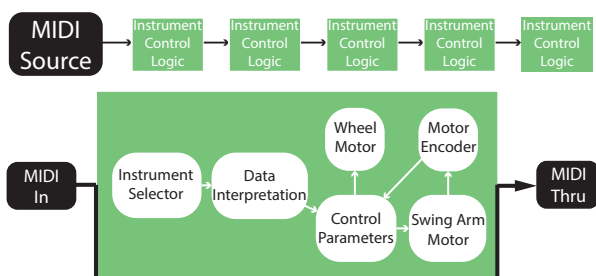 MIDI
Source
Instrument
Control
Logic
Instrument
Control
Logic
Instrument
Control
Logic
Instrument
Control
Logic
Instrument
Control
Logic
MIDI
In
Instrument
Selector
Data
Interpretation
Wheel
Motor
Control
Parameters
Motor
Encoder
Swing Arm
Motor
MIDI
Thru